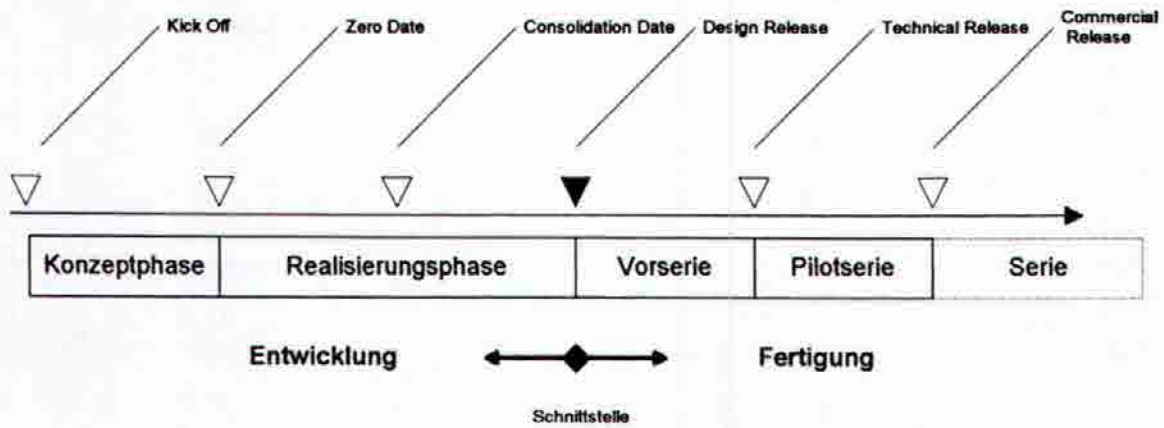 Kick Off
Zero Date
Consolidation Date
Design Release
Technical Release
Commercial
Release
Konzeptphase
Realisierungsphase
Vorserie
Pilotserie
Serie
Entwicklung
Fertigung
Schnittstelle